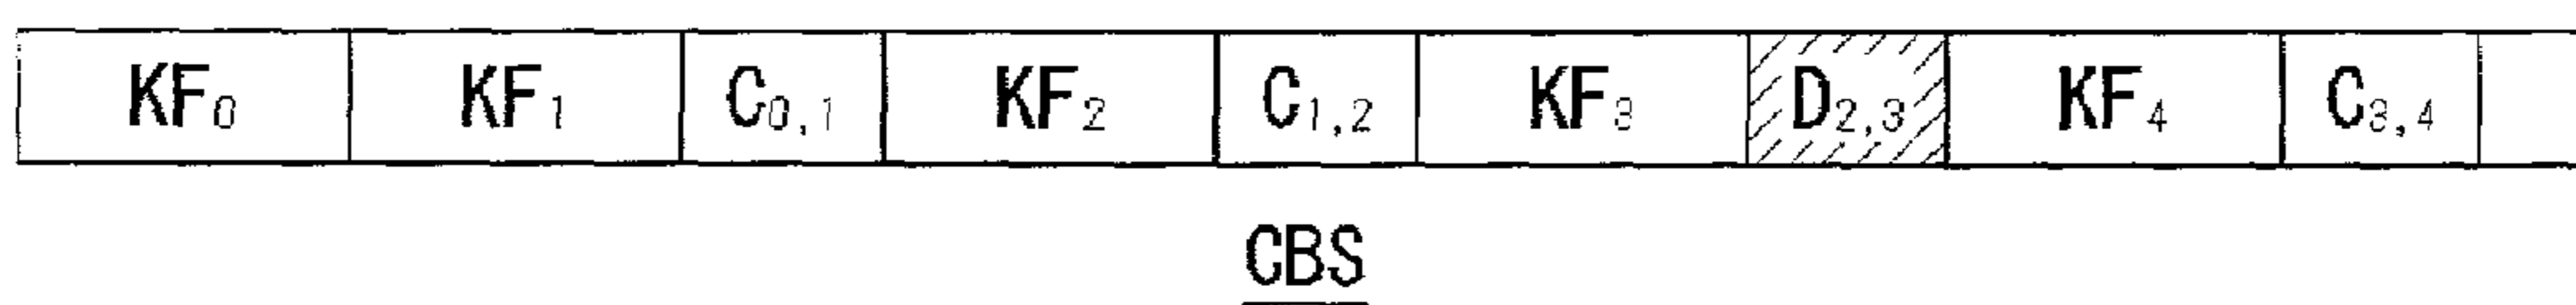 KF₀ KF₁ C₀,₁ KF₂ C₁,₂ KF₃ D₂,₃ KF₄ C₃,₄
CBS